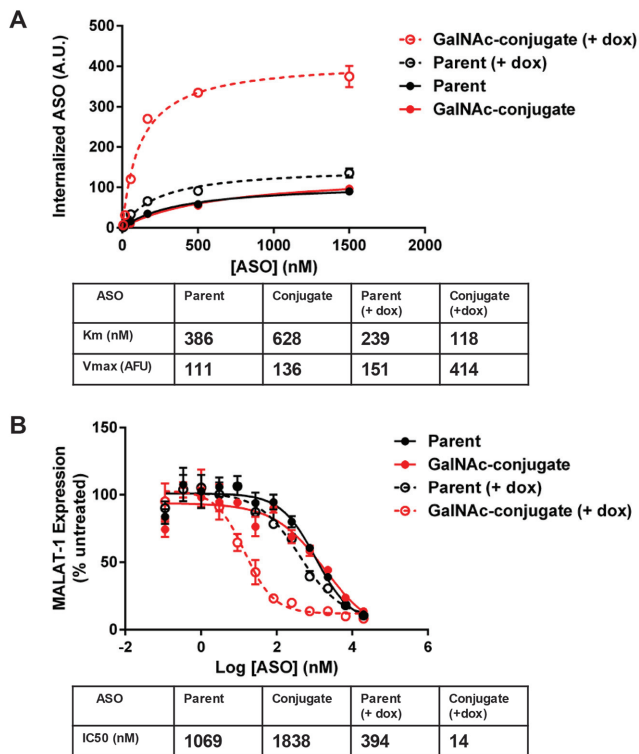 A
Internalized ASO (A.U.)
500
400
300
200
100
0
0
500
1000
1500
2000
[ASO] (nM)
GalNAc-conjugate (+ dox)
Parent (+ dox)
Parent
GalNAc-conjugate
ASO Parent Conjugate Parent (+ dox) Conjugate (+dox)
Km (nM) 386 628 239 118
Vmax (AFU) 111 136 151 414
B
MALAT-1 Expression
(% untreated)
150
100
50
0
-2
0
2
4
6
Log [ASO] (nM)
Parent
GalNAc-conjugate
Parent (+ dox)
GalNAc-conjugate (+ dox)
ASO Parent Conjugate Parent (+ dox) Conjugate (+dox)
IC50 (nM) 1069 1838 394 14